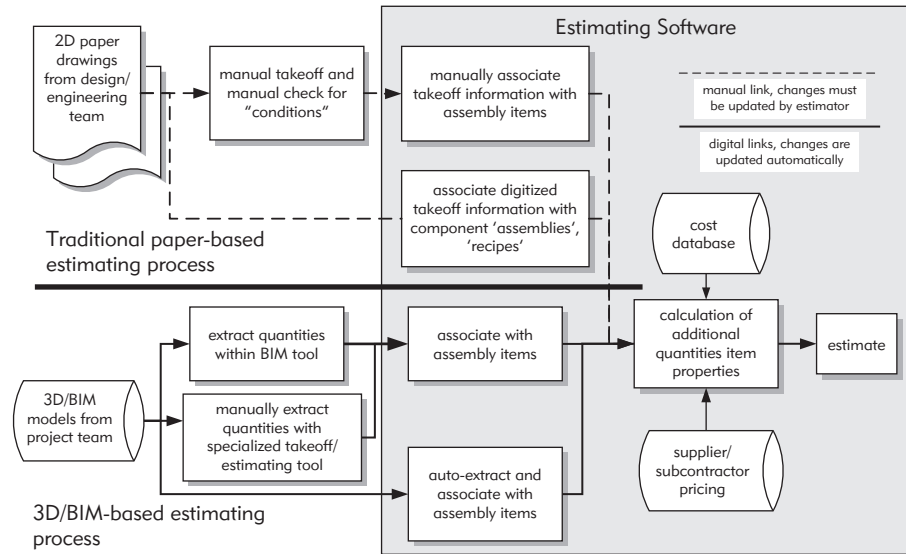 Estimating Software
2D paper
drawings
from design/
engineering
team
manual takeoff and
manual check for
“conditions”
manually associate
takeoff information with
assembly items
manual link, changes must
be updated by estimator
digital links, changes are
updated automatically
associate digitized
takeoff information with
component ‘assemblies’,
‘recipes‘
Traditional paper-based
estimating process
cost
database
extract quantities
within BIM tool
associate with
assembly items
calculation of
additional
quantities item
properties
estimate
3D/BIM
models from
project team
manually extract
quantities with
specialized takeoff/
estimating tool
auto-extract and
associate with
assembly items
supplier/
subcontractor
pricing
3D/BIM-based estimating
process